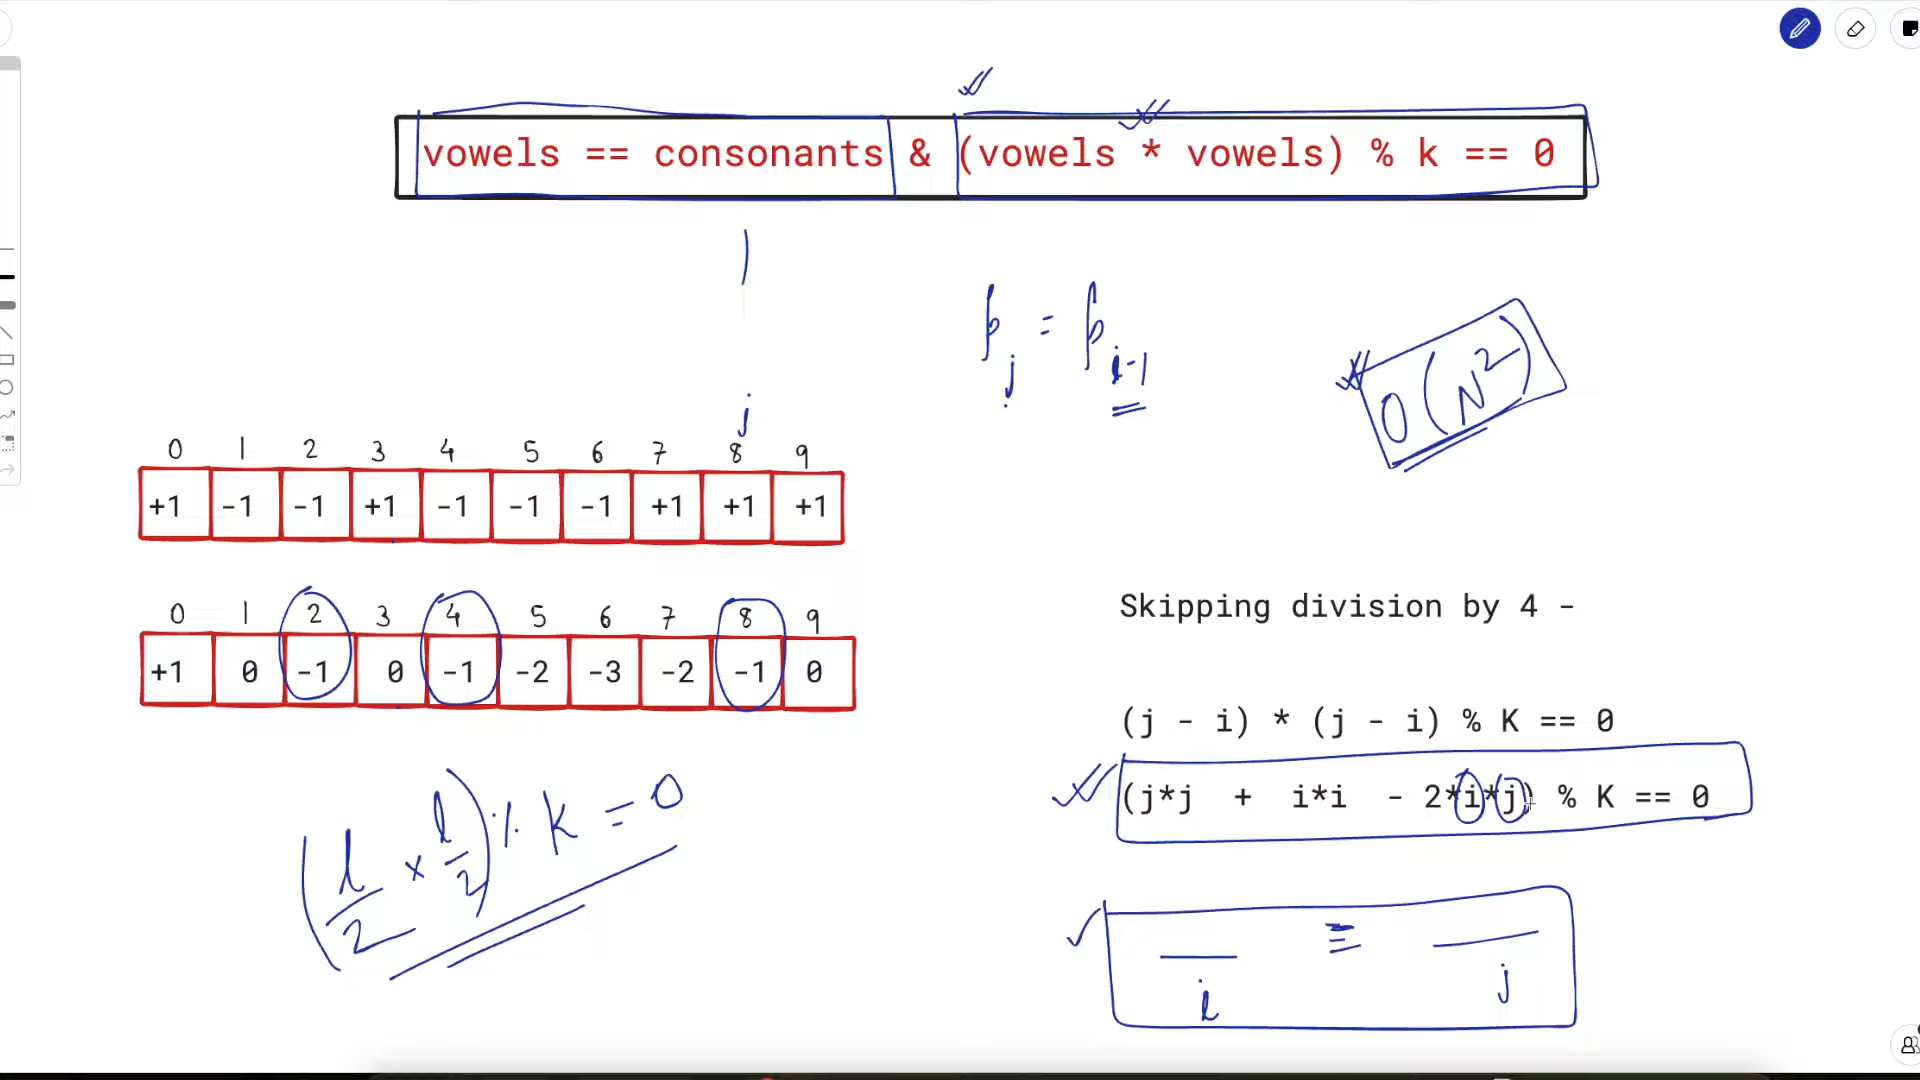 vowels == consonants & (vowels * vowels) % k == 0
p j = p i-1
O(N²)
j
0 1 2 3 4 5 6 7 8 9
+1 -1 -1 +1 -1 -1 -1 +1 +1 +1
0 1 2 3 4 5 6 7 8 9
+1 0 -1 0 -1 -2 -3 -2 -1 0
Skipping division by 4 -
(j - i) * (j - i) % K == 0
(j*j + i*i - 2*i*j) % K == 0
(l/2 × l/2) % k = 0
i = j